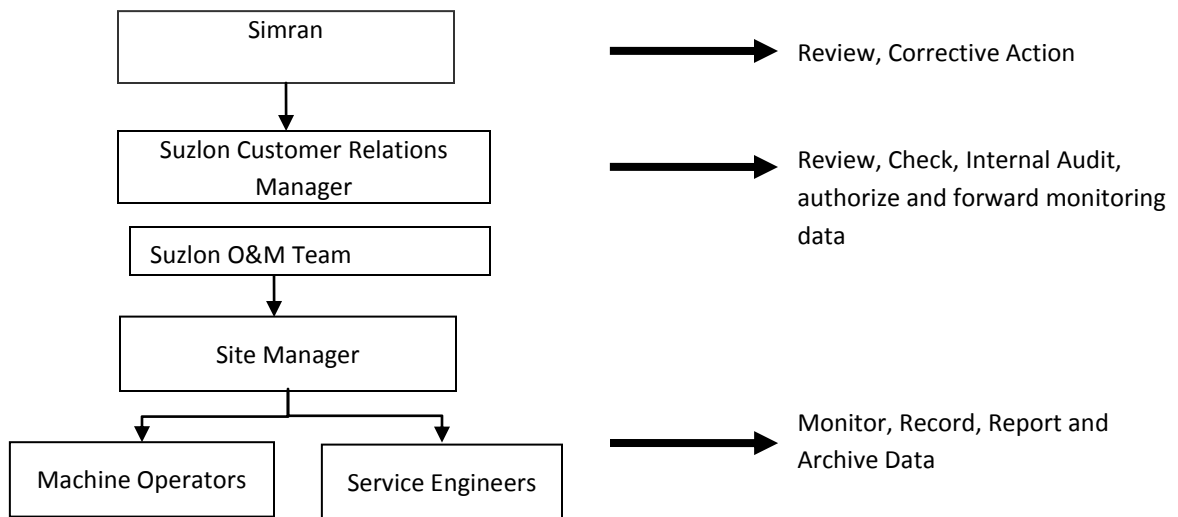 Simran
Review, Corrective Action
Suzlon Customer Relations
Manager
Review, Check, Internal Audit,
authorize and forward monitoring
data
Suzlon O&M Team
Site Manager
Monitor, Record, Report and
Archive Data
Machine Operators
Service Engineers